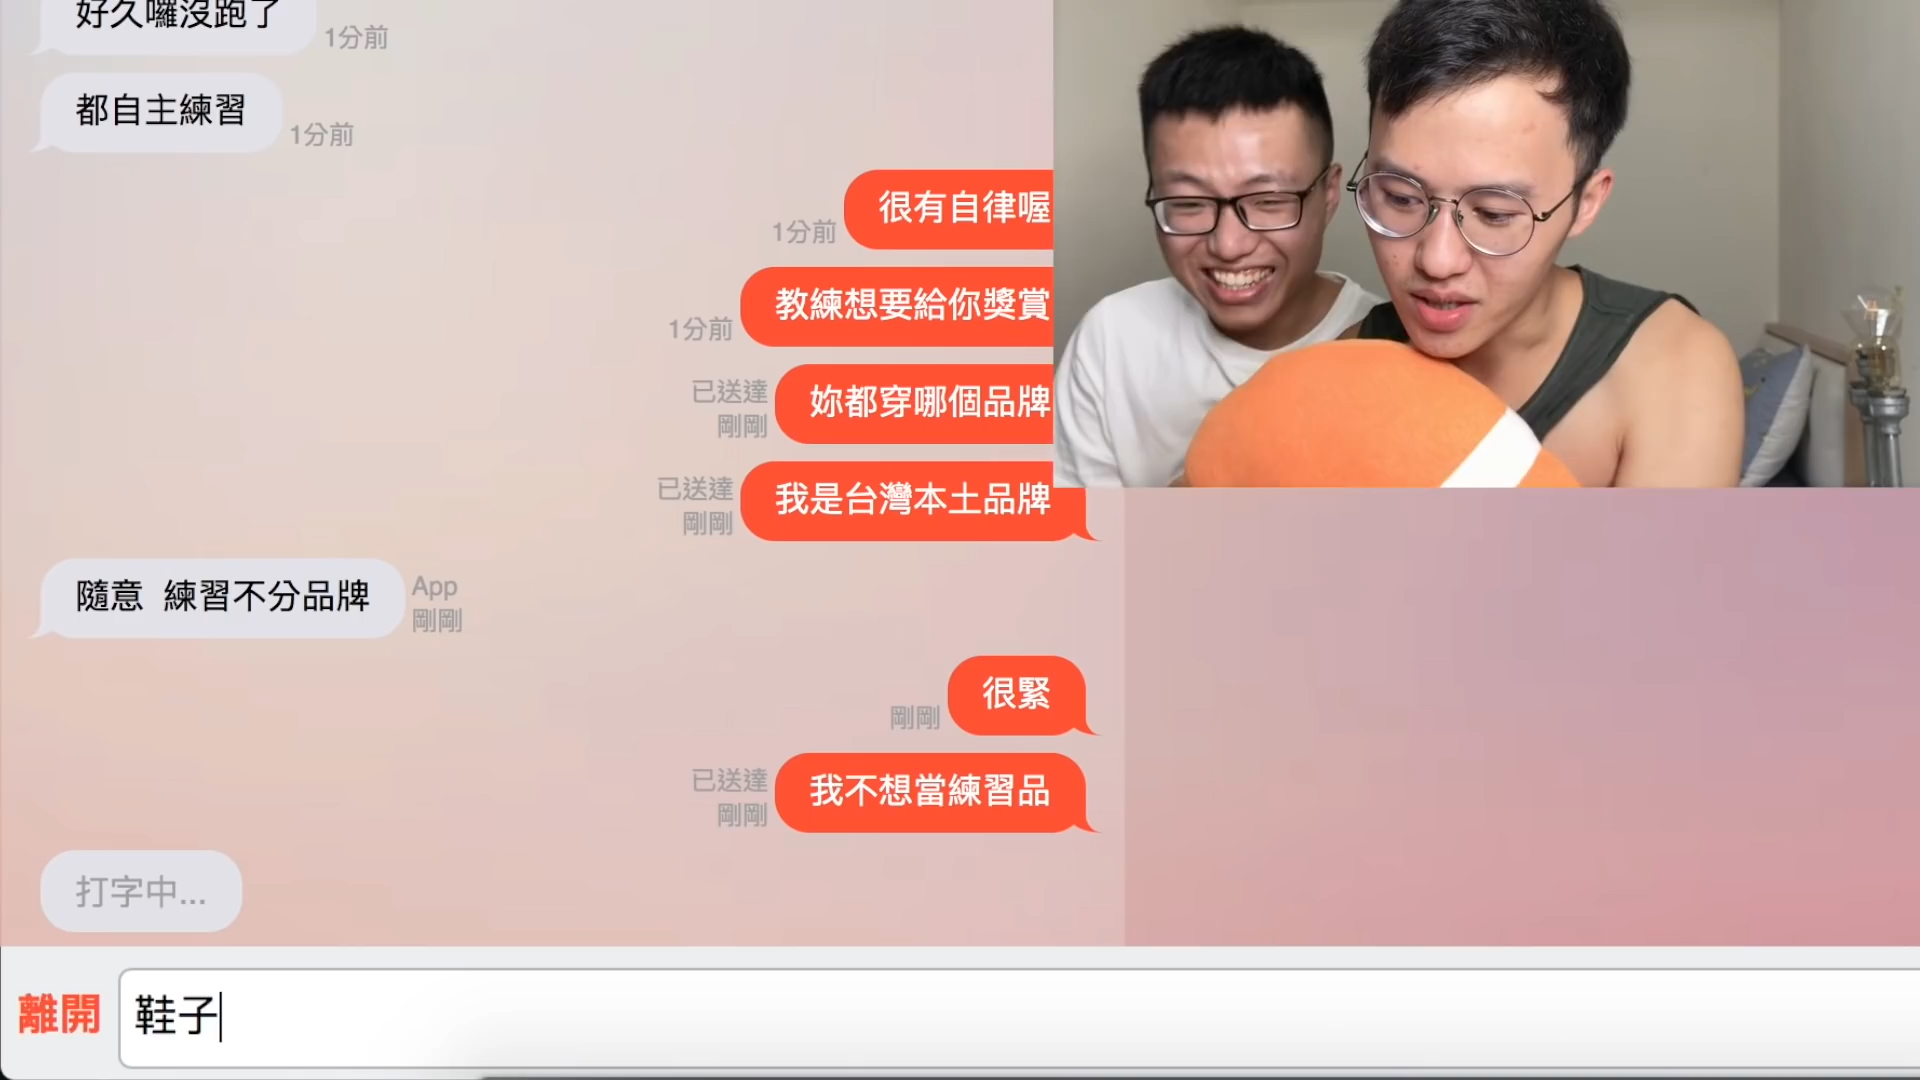 好久囉沒跑了
1分前
都自主練習
1分前
很有自律喔
1分前
教練想要給你獎賞
1分前
妳都穿哪個品牌
已送達
剛剛
我是台灣本土品牌
已送達
剛剛
隨意 練習不分品牌
App
剛剛
很緊
剛剛
我不想當練習品
已送達
剛剛
打字中...
離開
鞋子